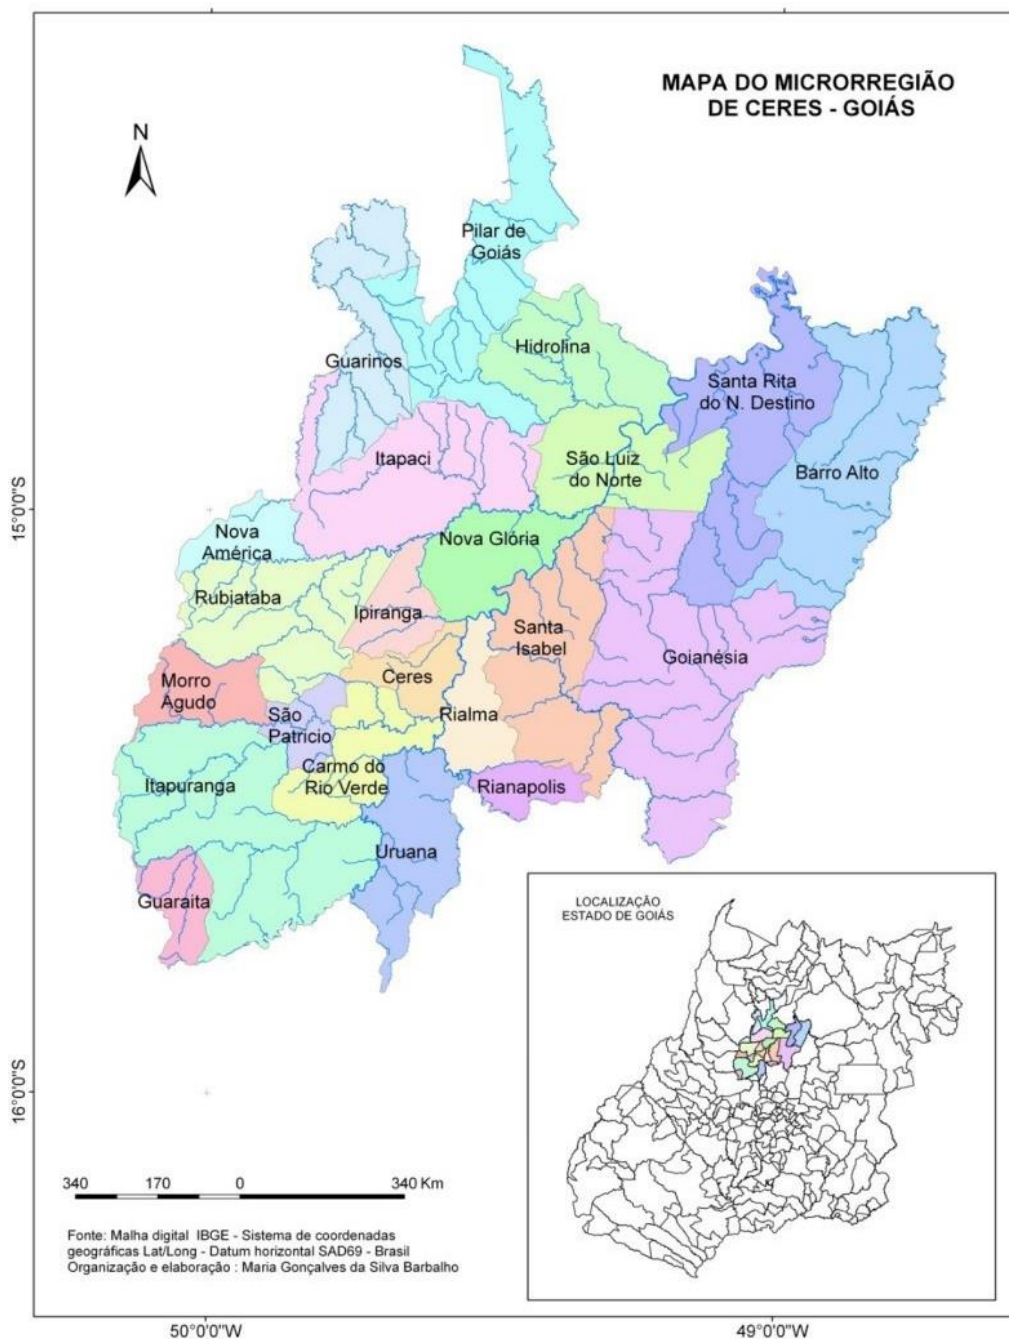 MAPA DO MICRORREGIÃO
DE CERES - GOIÁS
N
Pilar de
Goiás
Guarinos
Hidrolina
Santa Rita
do N. Destino
Itapaci
São Luiz
do Norte
Barro Alto
15°0'0"S
Nova
América
Nova Glória
Rubiataba
Ipiranga
Santa
Isabel
Goianésia
Morro
Agudo
Ceres
São
Patricio
Rialma
Itapuranga
Carmo do
Rio Verde
Rianapolis
Uruana
Guaraita
LOCALIZAÇÃO
ESTADO DE GOIÁS
16°0'0"S
340 170 0 340 Km
Fonte: Malha digital IBGE - Sistema de coordenadas
geográficas Lat/Long - Datum horizontal SAD69 - Brasil
Organização e elaboração : Maria Gonçalves da Silva Barbalho
50°0'0"W 49°0'0"W